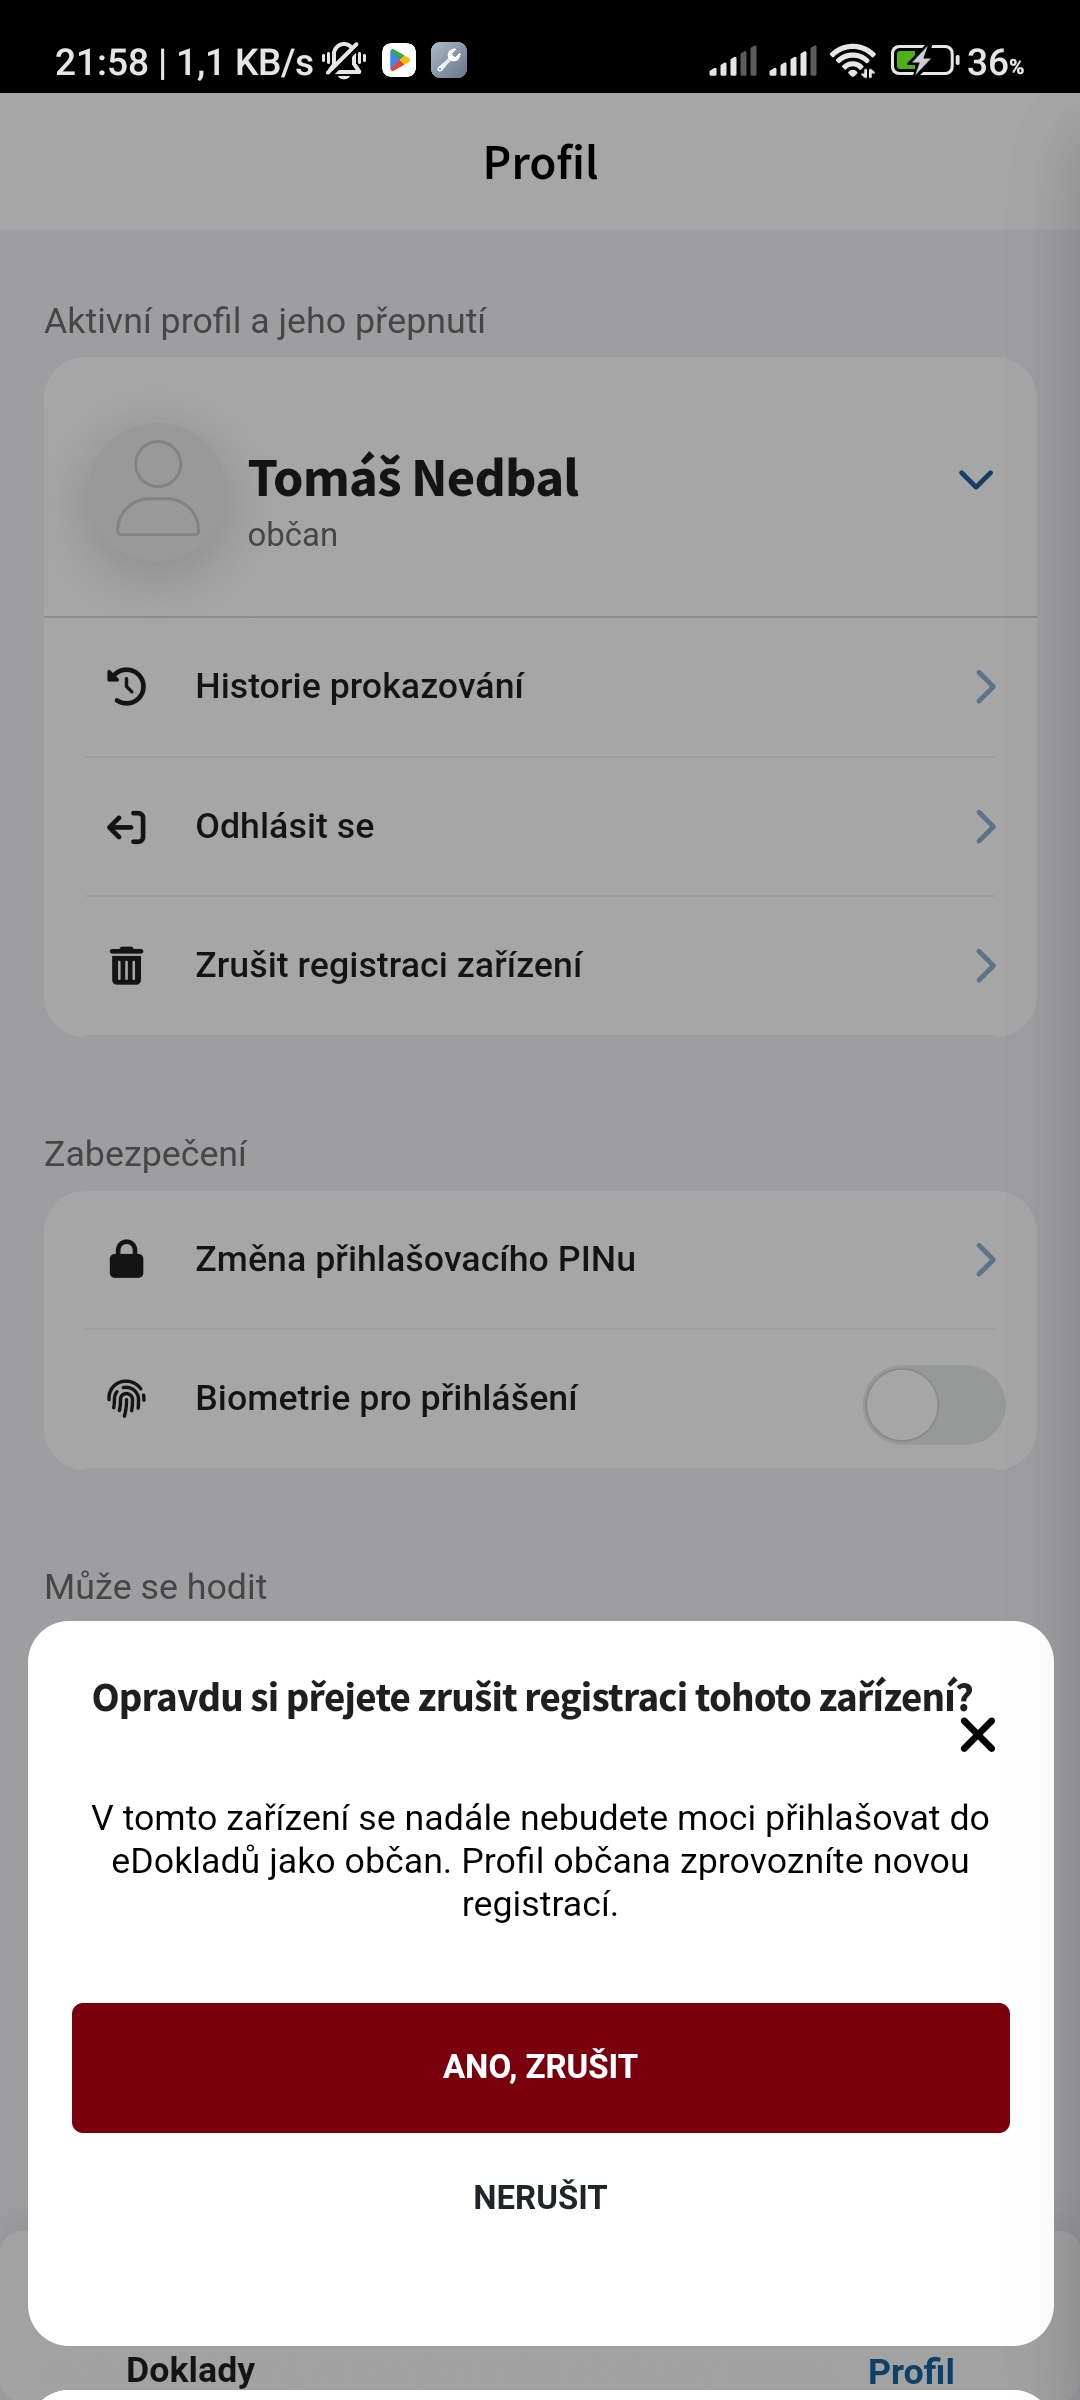 21:58 | 1,1 KB/s
36%
Profil
Aktivní profil a jeho přepnutí
Tomáš Nedbal
občan
Historie prokazování
Odhlásit se
Zrušit registraci zařízení
Zabezpečení
Změna přihlašovacího PINu
Biometrie pro přihlášení
Může se hodit
Opravdu si přejete zrušit registraci tohoto zařízení?
V tomto zařízení se nadále nebudete moci přihlašovat do
eDokladů jako občan. Profil občana zprovozníte novou
registrací.
ANO, ZRUŠIT
NERUŠIT
Doklady
Profil